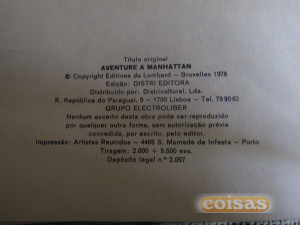 Título original
AVENTURE A MANHATTAN
© Copyright Éditions du Lombard - Bruxelles 1978
Edição: DISTRI EDITORA
Distribuído por: Districultural, Lda.
R. República do Paraguai, 8 - 1700 Lisboa - Tel. 79 90 62
GRUPO ELECTROLIBER
Nenhum excerto desta obra pode ser reproduzido
por qualquer outra forma, sem autorização prévia
concedida, por escrito, pelo editor.
Impressão: Artistas Reunidos - 4465 S. Mamede de Infesta - Porto
Tiragem: 2.000 + 5.500 exs.
Depósito legal n.º 2.057
coisas